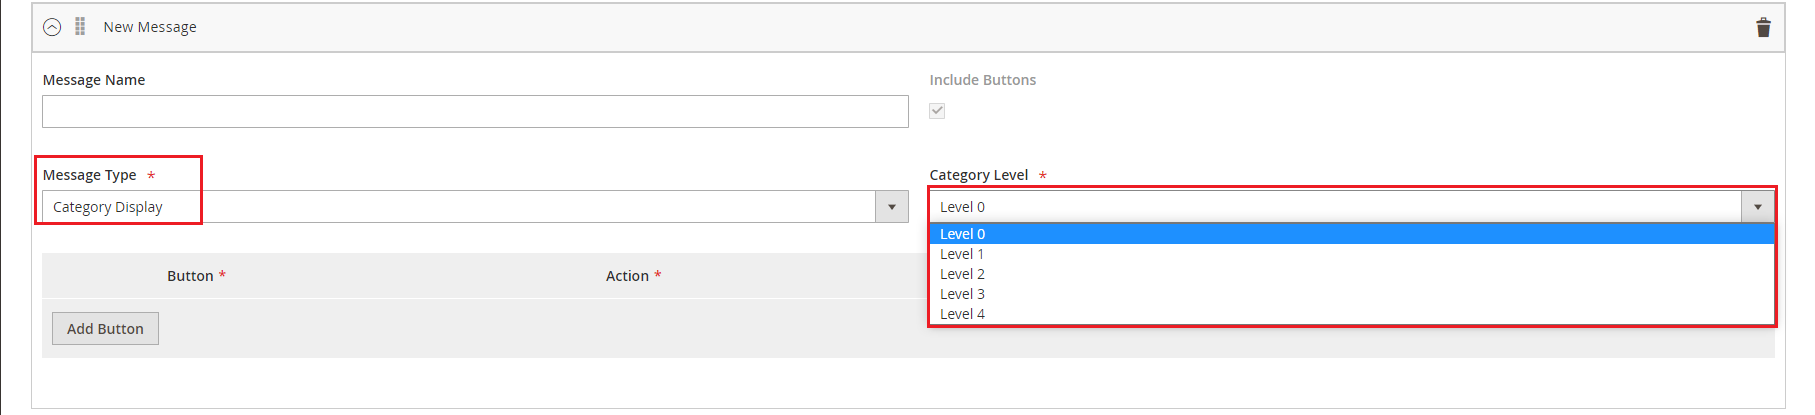 New Message
Message Name
Include Buttons
Message Type *
Category Level *
Category Display
Level 0
Level 0
Level 1
Level 2
Level 3
Level 4
Button *
Action *
Add Button